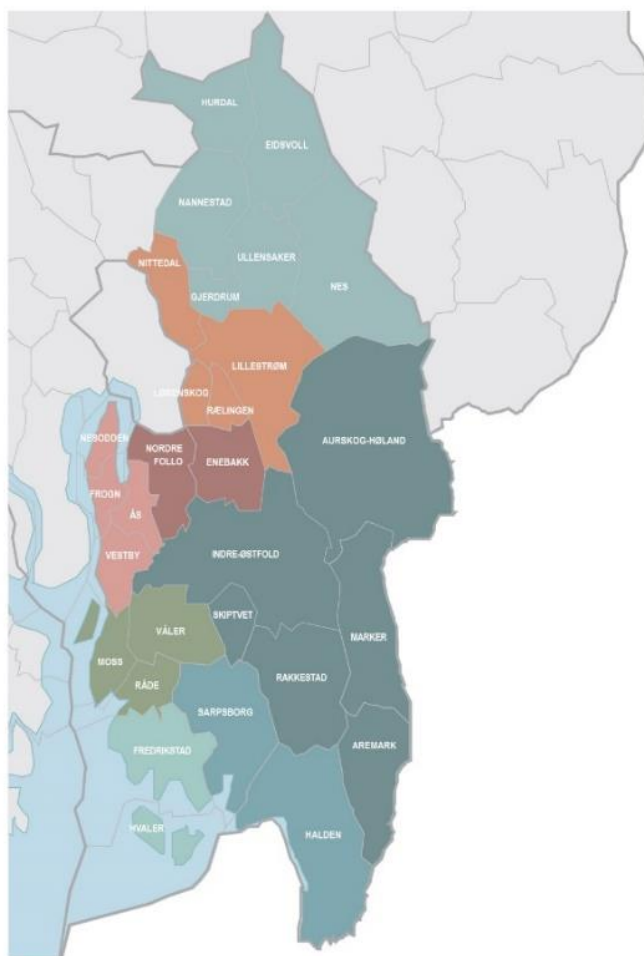 HURDAL
EIDSVOLL
NANNESTAD
ULLENSAKER
NITTEDAL
NES
GJERDRUM
LILLESTRØM
LØRENSKOG
RÆLINGEN
AURSKOG-HØLAND
NESODDEN
NORDRE
FOLLO
ENEBAKK
FROGN
ÅS
VESTBY
INDRE-ØSTFOLD
SKIPTVET
VÅLER
MARKER
MOSS
RÅDE
RAKKESTAD
SARPSBORG
FREDRIKSTAD
AREMARK
HVALER
HALDEN